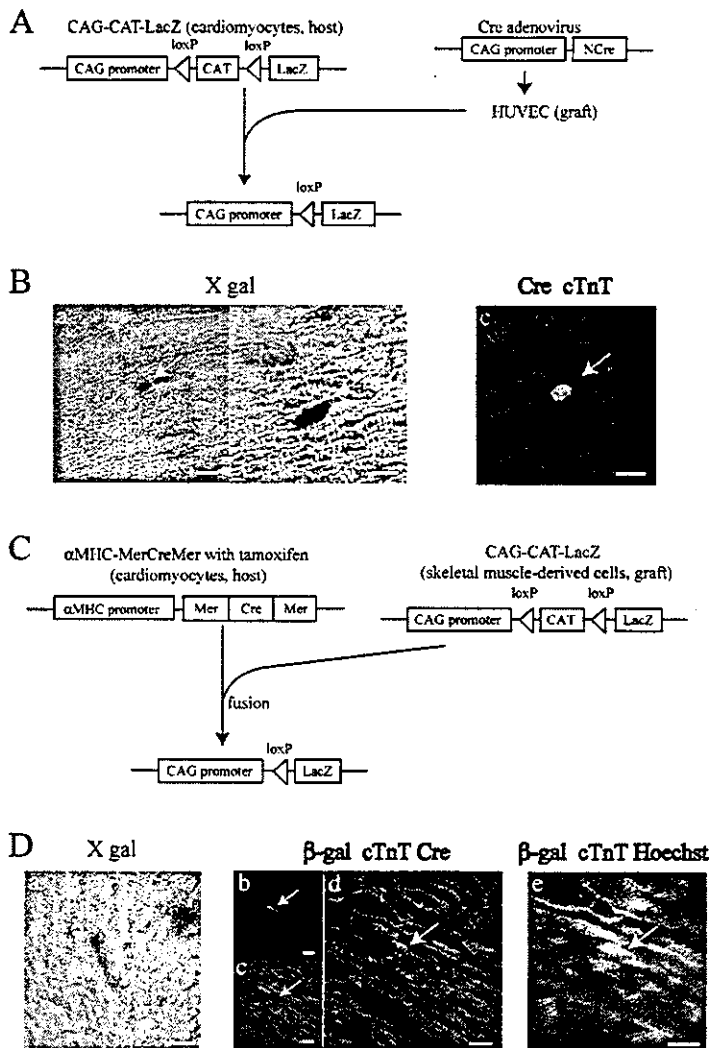 A
CAG-CAT-LacZ (cardiomyocytes, host)
loxP loxP
CAG promoter CAT LacZ
Cre adenovirus
CAG promoter NCre
HUVEC (graft)
loxP
CAG promoter LacZ
B
X gal
Cre cTnT
c
C
αMHC-MerCreMer with tamoxifen
(cardiomyocytes, host)
αMHC promoter Mer Cre Mer
CAG-CAT-LacZ
(skeletal muscle-derived cells, graft)
loxP loxP
CAG promoter CAT LacZ
fusion
loxP
CAG promoter LacZ
D
X gal
β-gal cTnT Cre
b
c
d
β-gal cTnT Hoechst
e